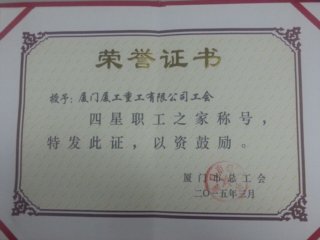 荣誉证书
授予：厦门厦工重工有限公司工会
四星职工之家称号，
特发此证，以资鼓励。
厦门市总工会
二〇一五年三月